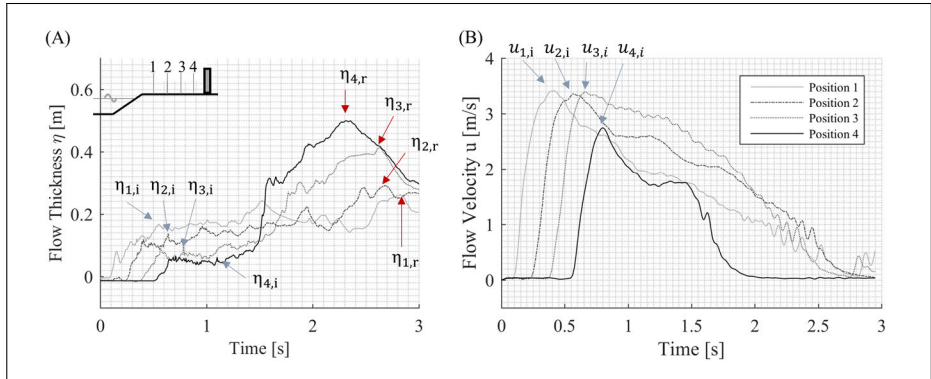 (A)
1 2 3 4
η4,r
η3,r
η2,r
η1,i
η2,i
η3,i
η4,i
η1,r
0.6
0.4
0.2
0
0 1 2 3
Flow Thickness η [m]
Time [s]
(B)
u1,i
u2,i
u3,i
u4,i
Position 1
Position 2
Position 3
Position 4
4
3
2
1
0
0 0.5 1 1.5 2 2.5 3
Flow Velocity u [m/s]
Time [s]